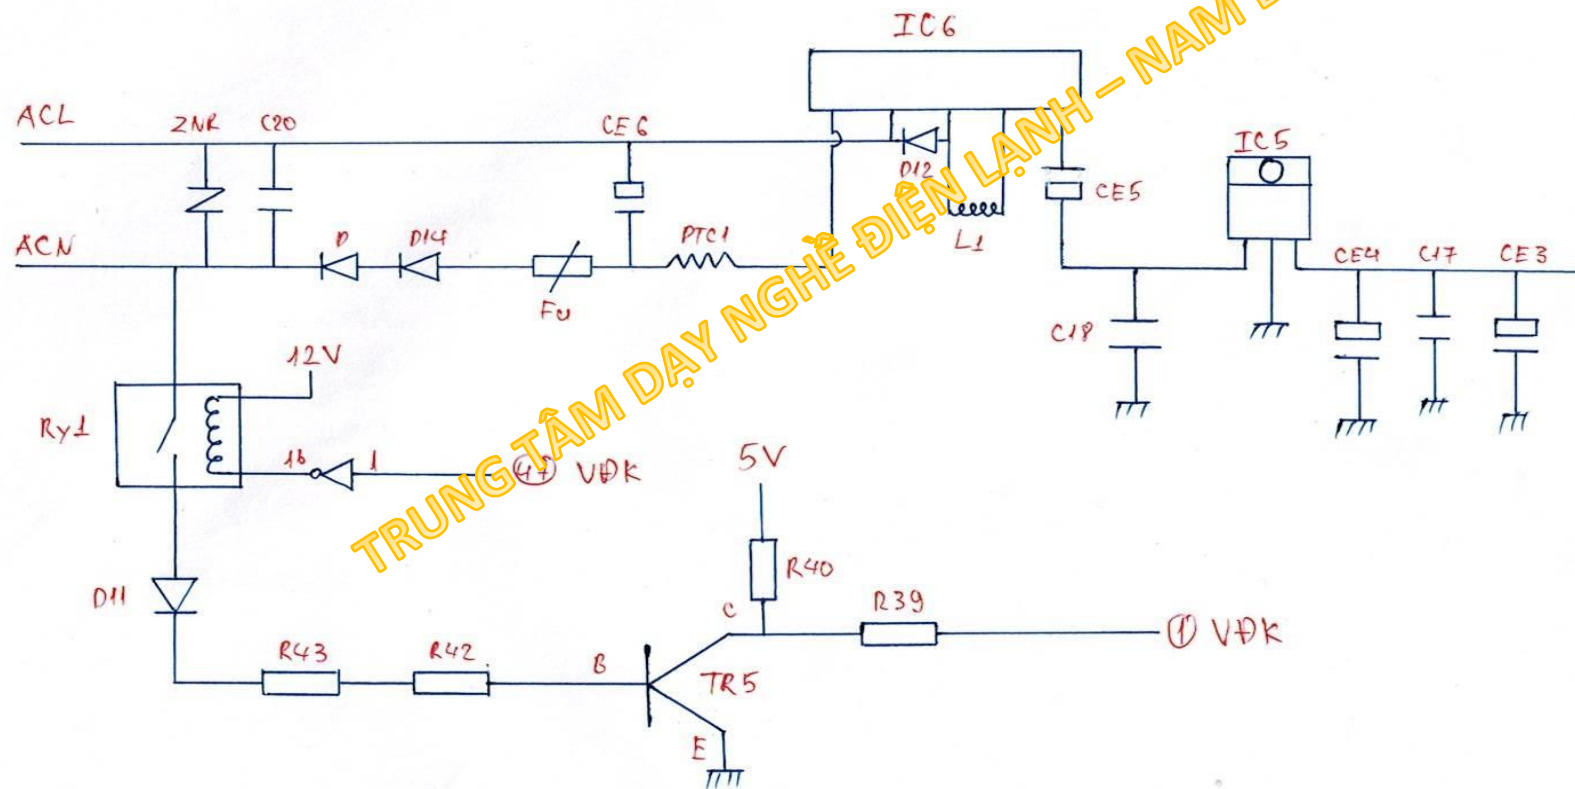 IC6
ACL
ZNR
C20
CE6
IC5
D12
CE5
ACN
D
D14
PTC1
L1
CE4
C17
CE3
Fu
C18
12V
Ry1
16
1
47 VĐK
5V
D11
R40
C
R39
1 VĐK
R43
R42
B
TR5
E
TRUNG TÂM DẠY NGHỀ ĐIỆN LẠNH – NAM